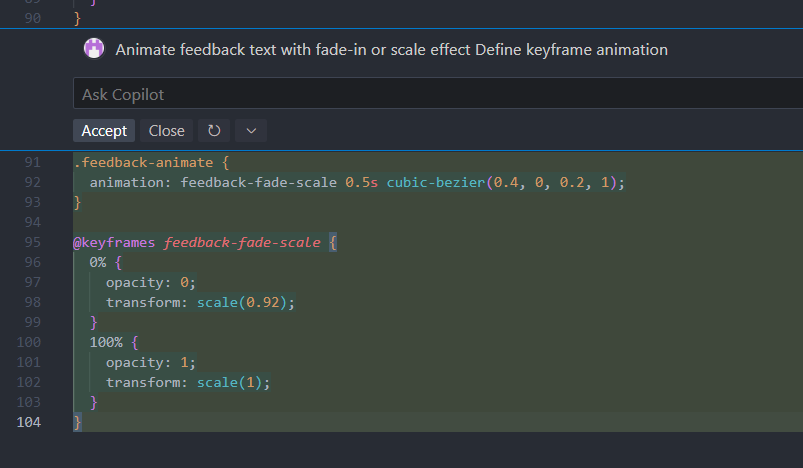 90 }
Animate feedback text with fade-in or scale effect Define keyframe animation
Ask Copilot
Accept Close
91 .feedback-animate {
92 animation: feedback-fade-scale 0.5s cubic-bezier(0.4, 0, 0.2, 1);
93 }
94
95 @keyframes feedback-fade-scale {
96 0% {
97 opacity: 0;
98 transform: scale(0.92);
99 }
100 100% {
101 opacity: 1;
102 transform: scale(1);
103 }
104 }